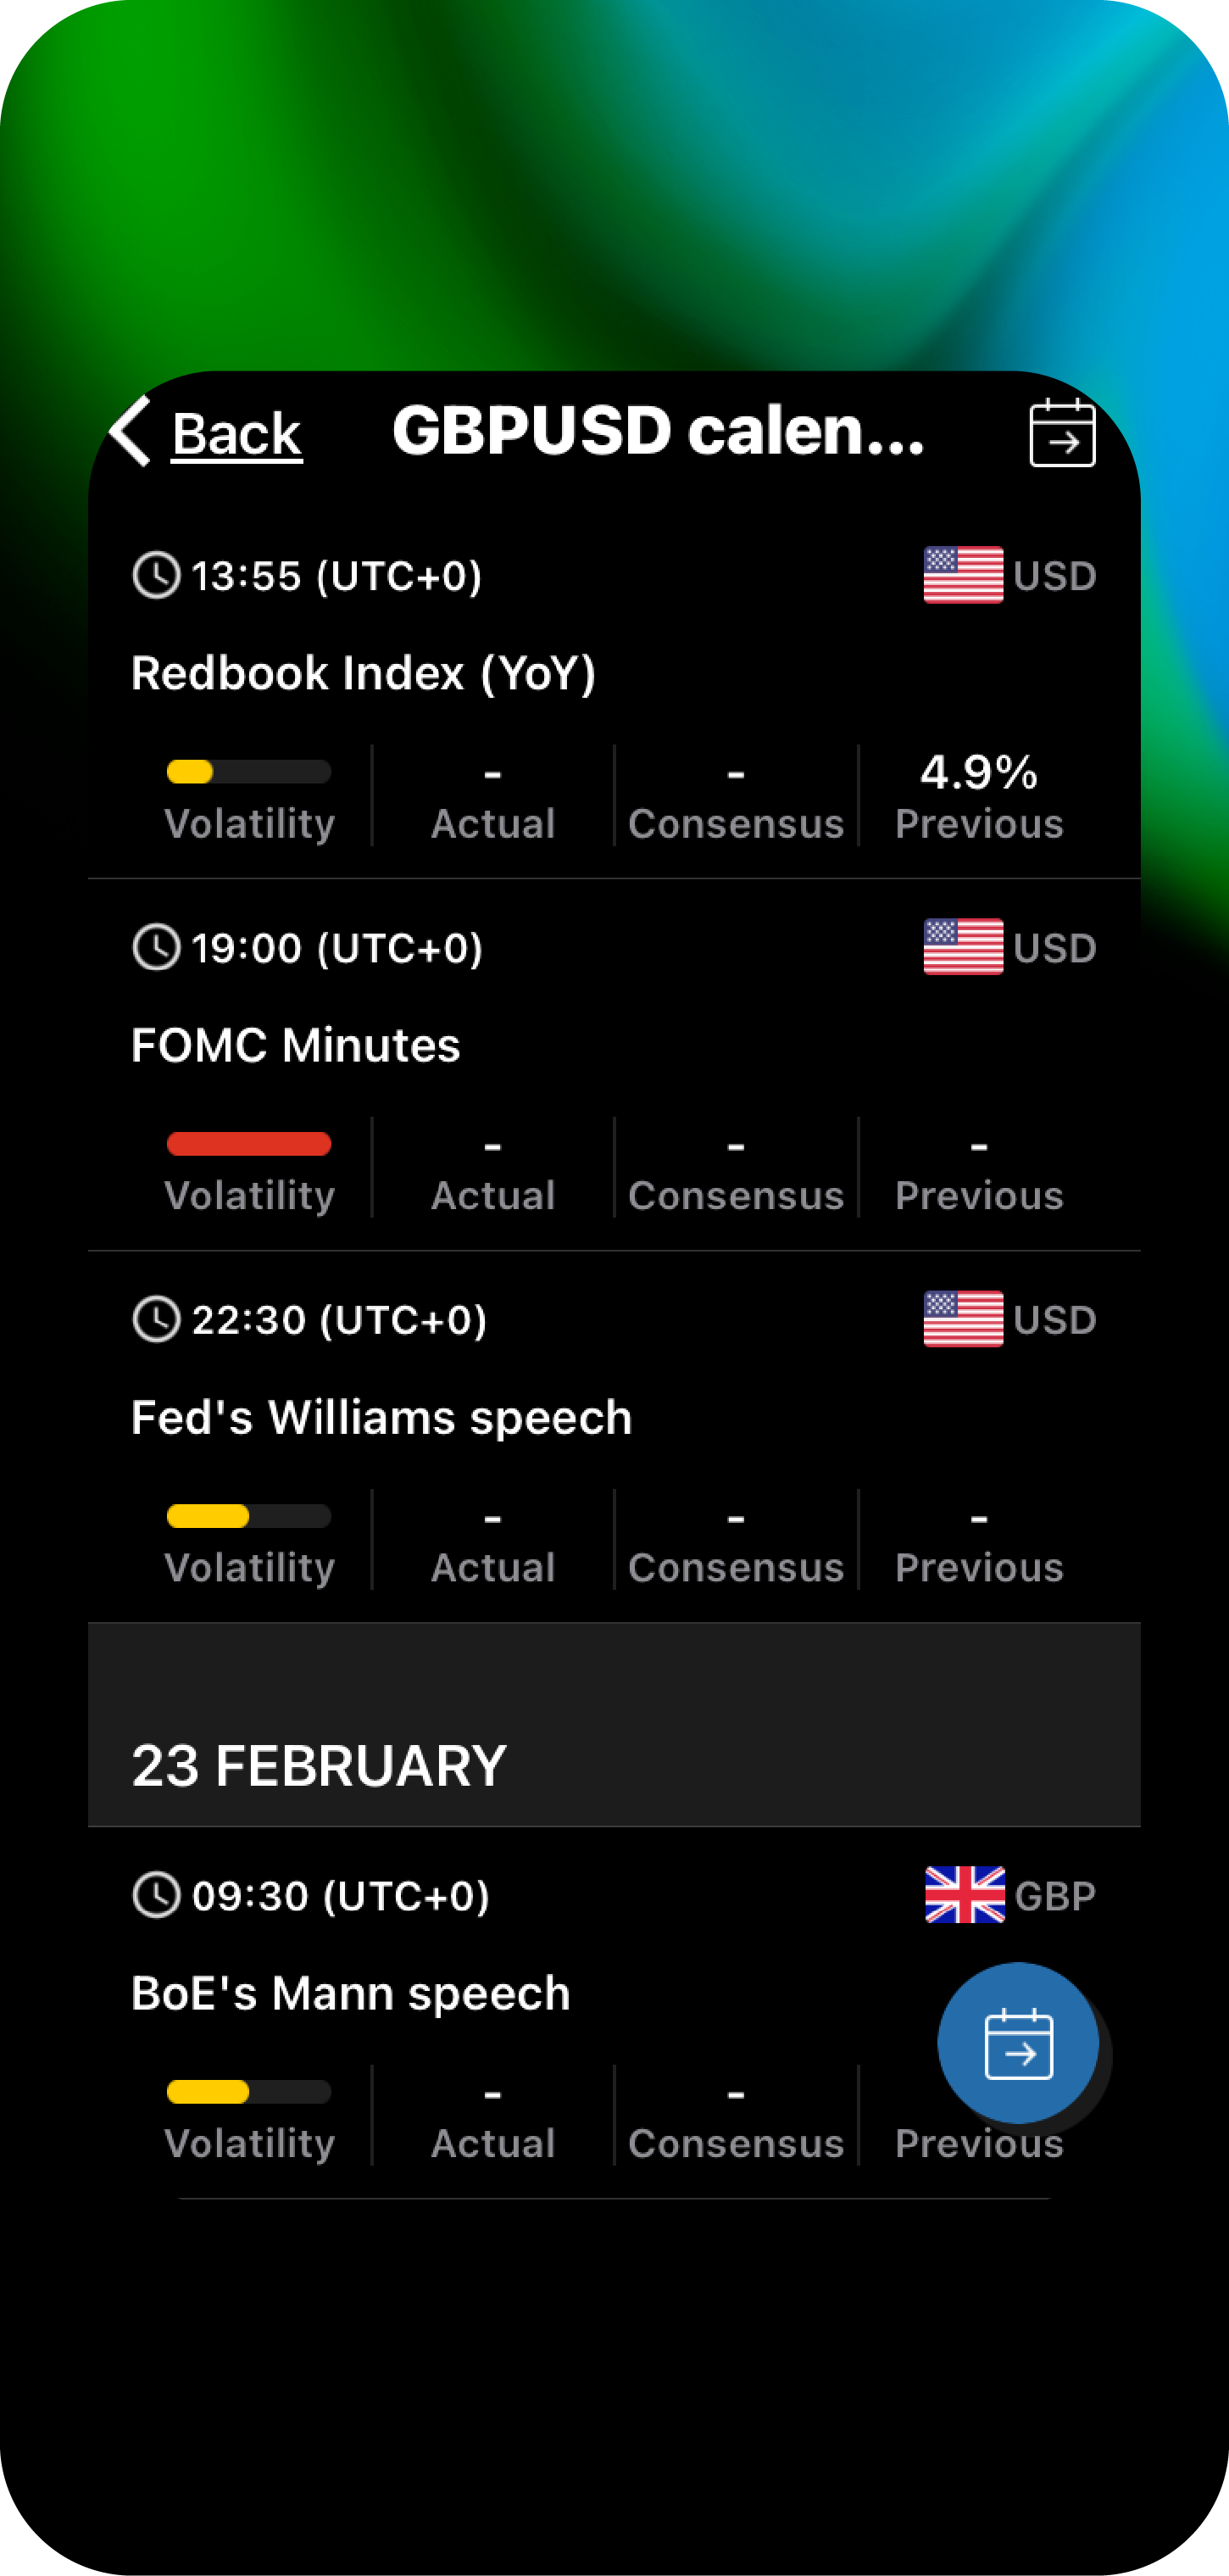 Back GBPUSD calen...
13:55 (UTC+0) USD
Redbook Index (YoY)
- - 4.9%
Volatility Actual Consensus Previous
19:00 (UTC+0) USD
FOMC Minutes
- - -
Volatility Actual Consensus Previous
22:30 (UTC+0) USD
Fed's Williams speech
- - -
Volatility Actual Consensus Previous
23 FEBRUARY
09:30 (UTC+0) GBP
BoE's Mann speech
- -
Volatility Actual Consensus Previous